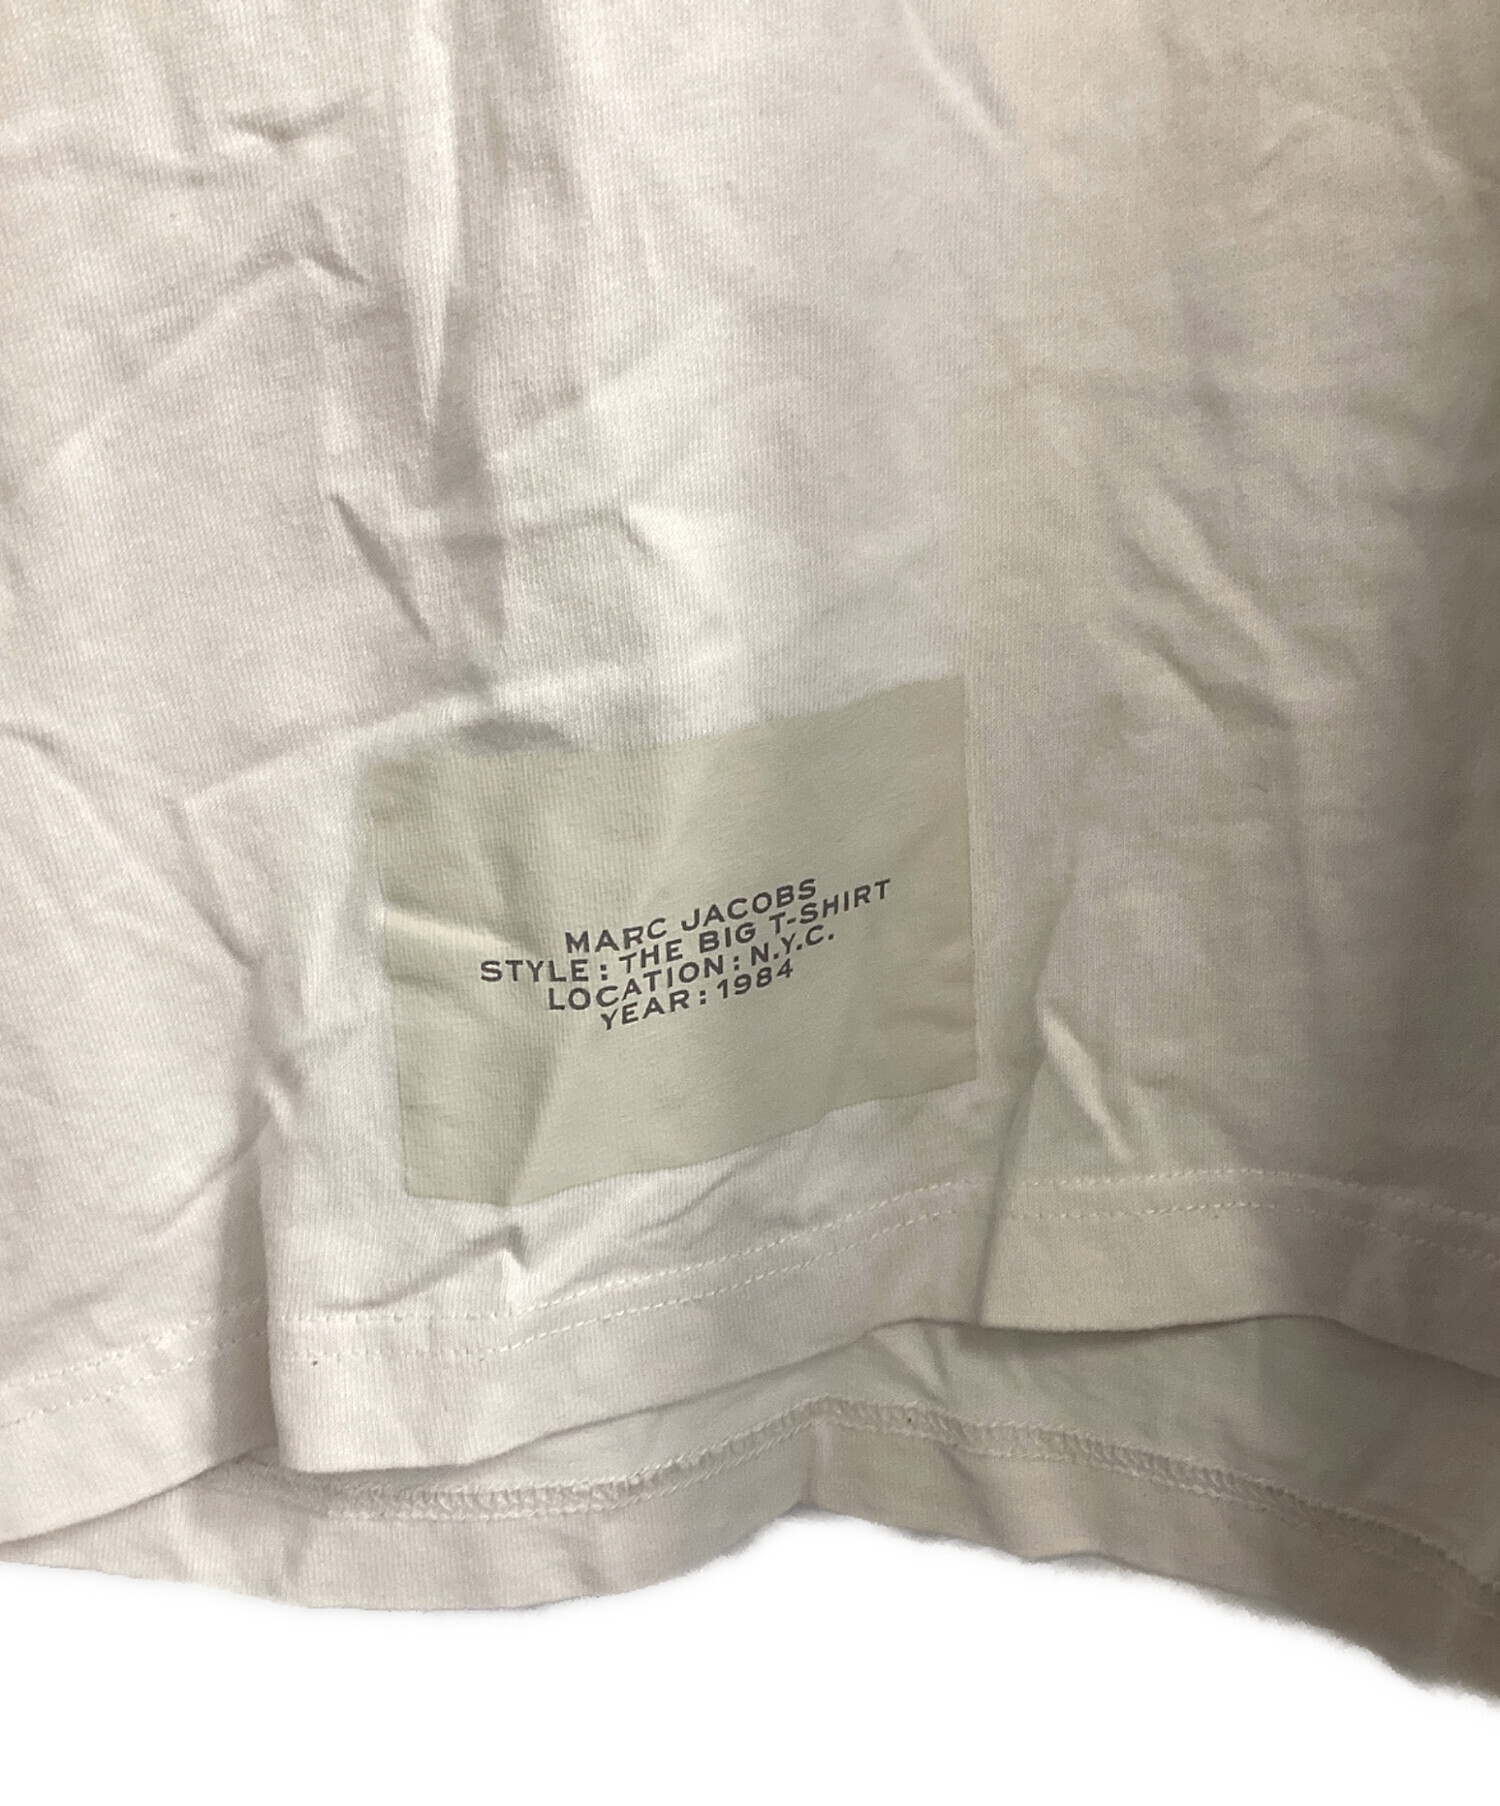 MARC JACOBS
STYLE : THE BIG T-SHIRT
LOCATION : N.Y.C.
YEAR : 1984